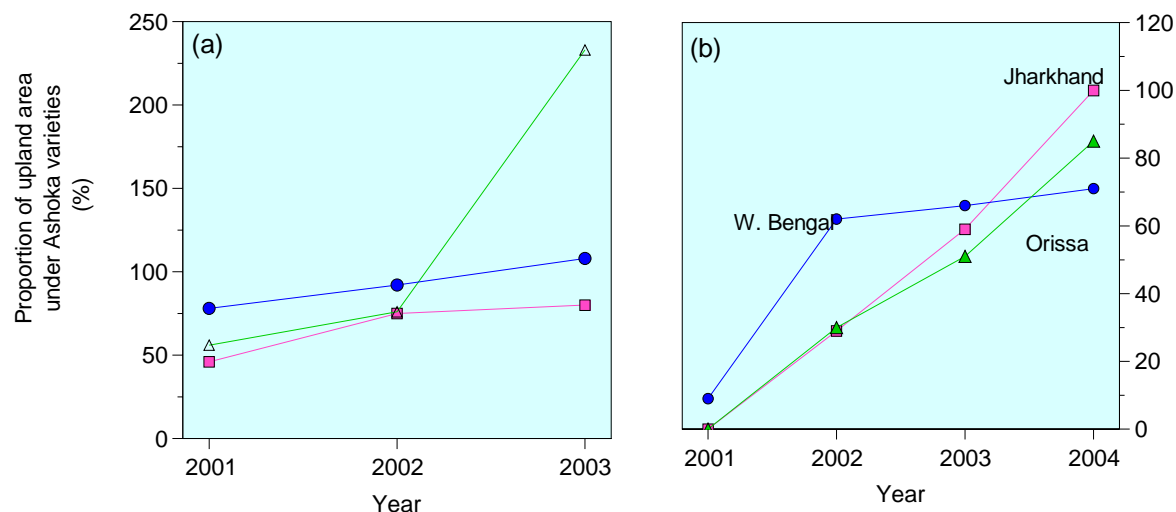 Proportion of upland area
under Ashoka varieties
(%)
250
200
150
100
50
0
(a)
2001
2002
2003
Year
(b)
Jharkhand
W. Bengal
Orissa
120
100
80
60
40
20
0
2001
2002
2003
2004
Year